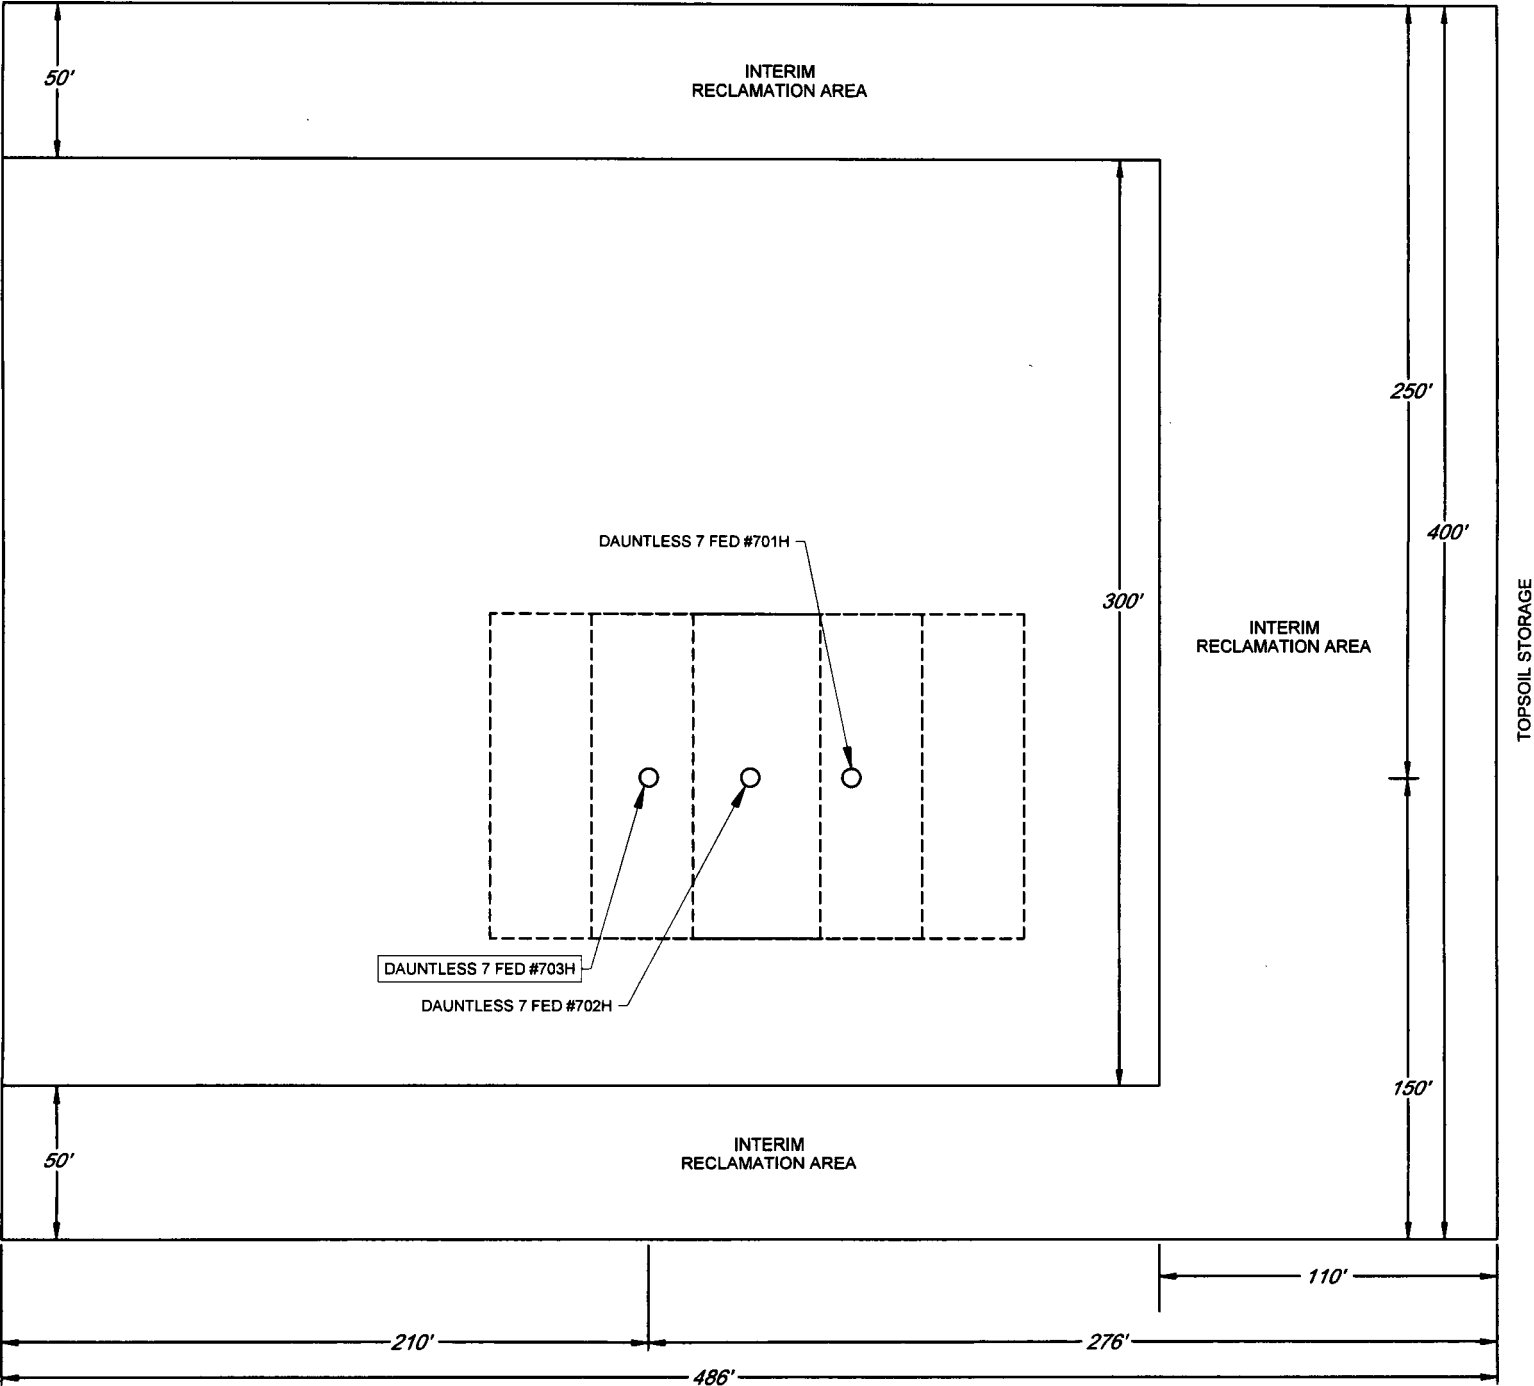 50'
INTERIM
RECLAMATION AREA
250'
400'
DAUNTLESS 7 FED #701H
300'
INTERIM
RECLAMATION AREA
TOPSOIL STORAGE
DAUNTLESS 7 FED #703H
DAUNTLESS 7 FED #702H
150'
50'
INTERIM
RECLAMATION AREA
110'
210'
276'
486'